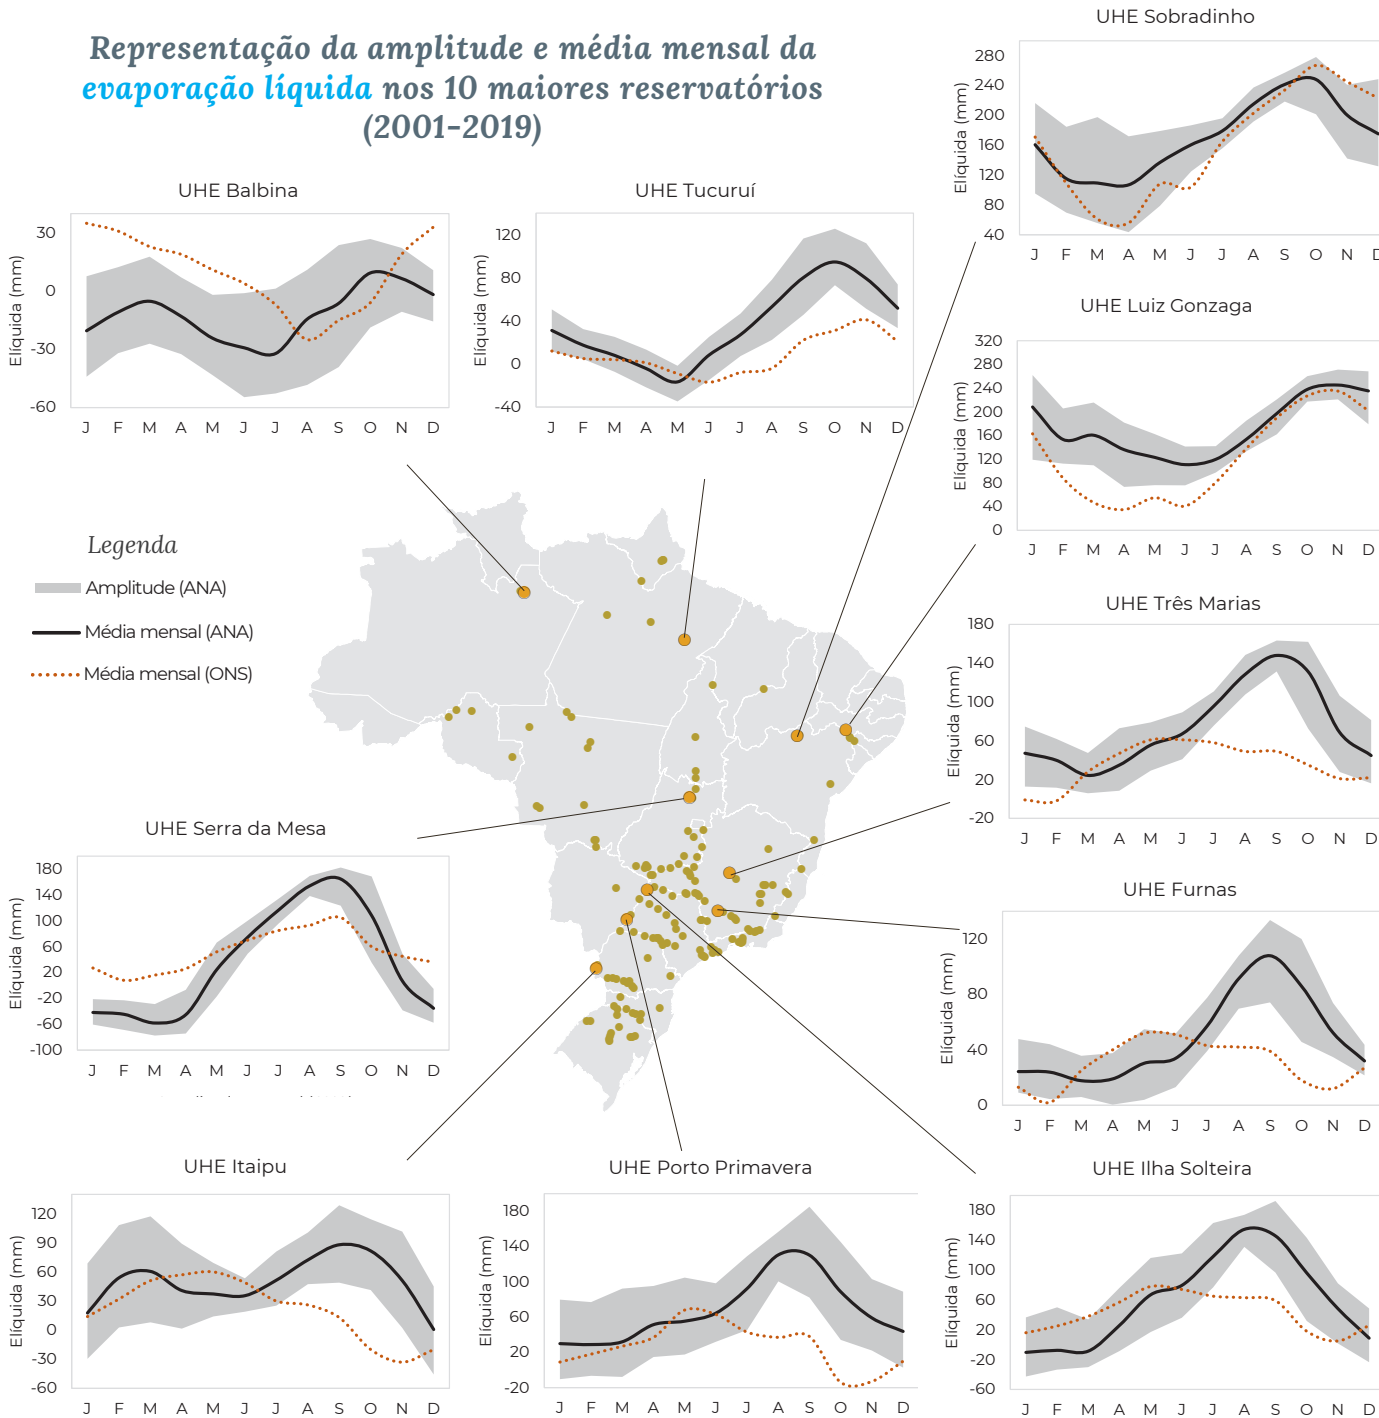 Representação da amplitude e média mensal da
evaporação líquida nos 10 maiores reservatórios
(2001-2019)
UHE Sobradinho
Elíquida (mm)
280
240
200
160
120
80
40
J F M A M J J A S O N D
UHE Balbina
Elíquida (mm)
30
0
-30
-60
J F M A M J J A S O N D
UHE Tucuruí
Elíquida (mm)
120
80
40
0
-40
J F M A M J J A S O N D
UHE Luiz Gonzaga
Elíquida (mm)
320
280
240
200
160
120
80
40
0
J F M A M J J A S O N D
Legenda
Amplitude (ANA)
Média mensal (ANA)
Média mensal (ONS)
UHE Três Marias
Elíquida (mm)
180
140
100
60
20
-20
J F M A M J J A S O N D
UHE Serra da Mesa
Elíquida (mm)
180
140
100
60
20
-20
-60
-100
J F M A M J J A S O N D
UHE Furnas
Elíquida (mm)
120
80
40
0
J F M A M J J A S O N D
UHE Itaipu
Elíquida (mm)
120
90
60
30
0
-30
-60
J F M A M J J A S O N D
UHE Porto Primavera
Elíquida (mm)
180
140
100
60
20
-20
J F M A M J J A S O N D
UHE Ilha Solteira
Elíquida (mm)
180
140
100
60
20
-20
-60
J F M A M J J A S O N D